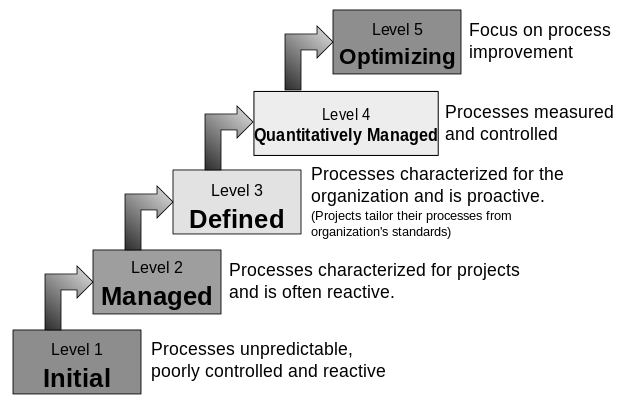 Level 5
Optimizing
Focus on process
improvement
Level 4
Quantitatively Managed
Processes measured
and controlled
Level 3
Defined
Processes characterized for the
organization and is proactive.
(Projects tailor their processes from
organization's standards)
Level 2
Managed
Processes characterized for projects
and is often reactive.
Level 1
Initial
Processes unpredictable,
poorly controlled and reactive